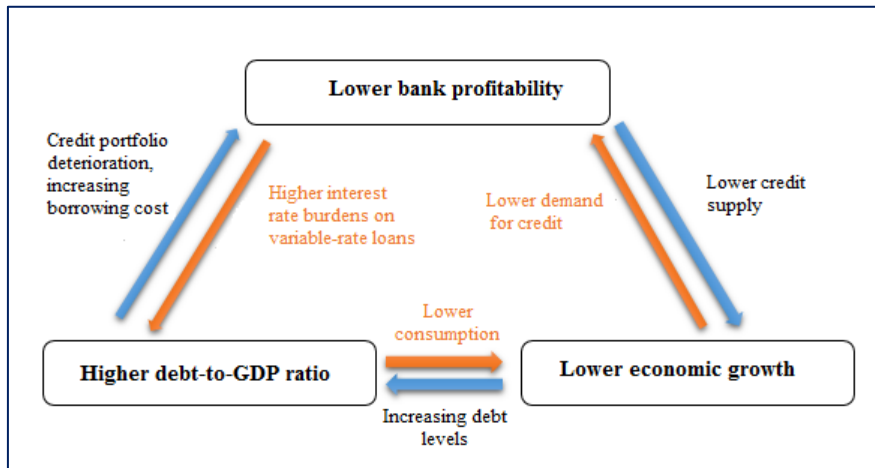 Lower bank profitability
Credit portfolio
deterioration,
increasing
borrowing cost
Higher interest
rate burdens on
variable-rate loans
Lower demand
for credit
Lower credit
supply
Lower
consumption
Higher debt-to-GDP ratio
Lower economic growth
Increasing debt
levels